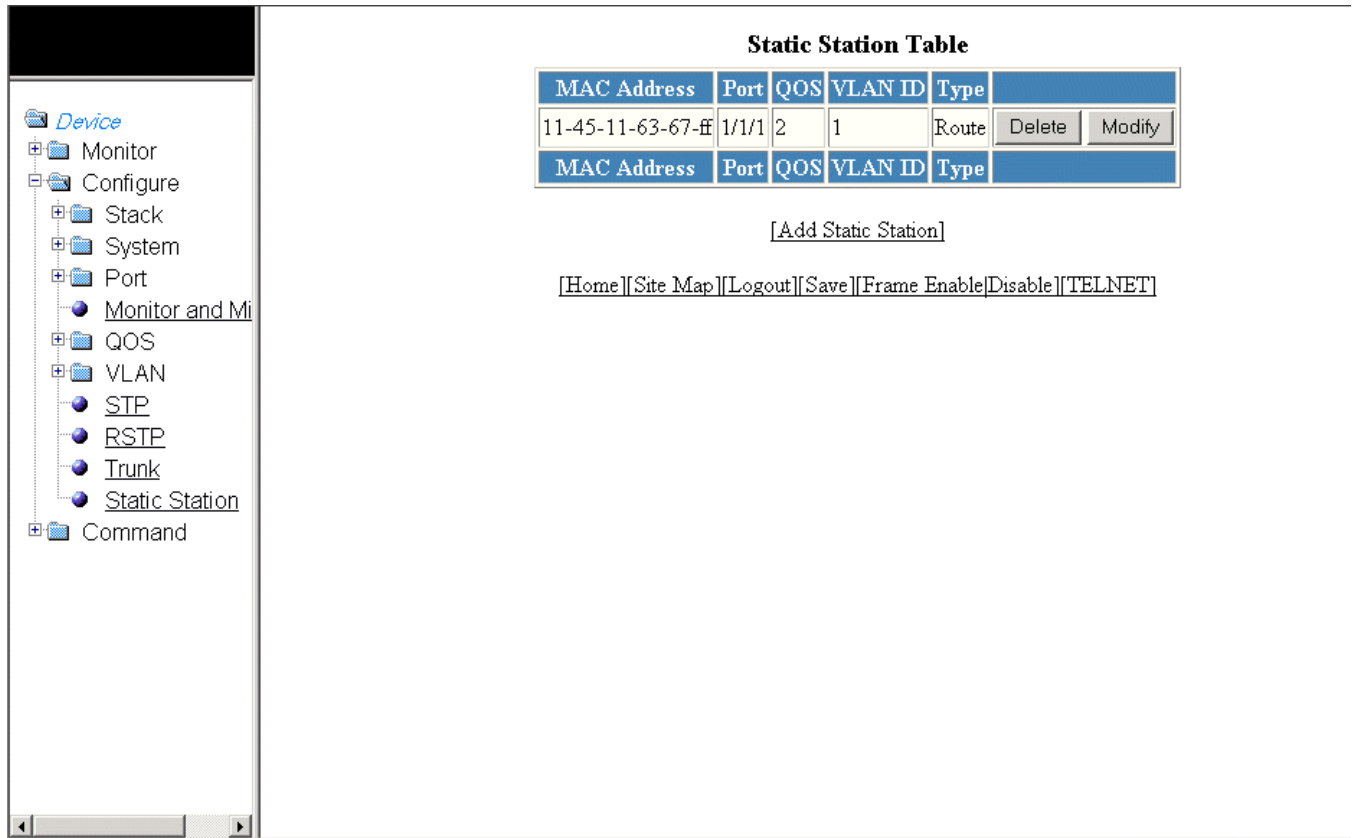 Device
Monitor
Configure
Stack
System
Port
Monitor and Mi
QOS
VLAN
STP
RSTP
Trunk
Static Station
Command
Static Station Table
MAC Address Port QOS VLAN ID Type
11-45-11-63-67-ff 1/1/1 2 1 Route Delete Modify
MAC Address Port QOS VLAN ID Type
[Add Static Station]
[Home][Site Map][Logout][Save][Frame Enable|Disable][TELNET]